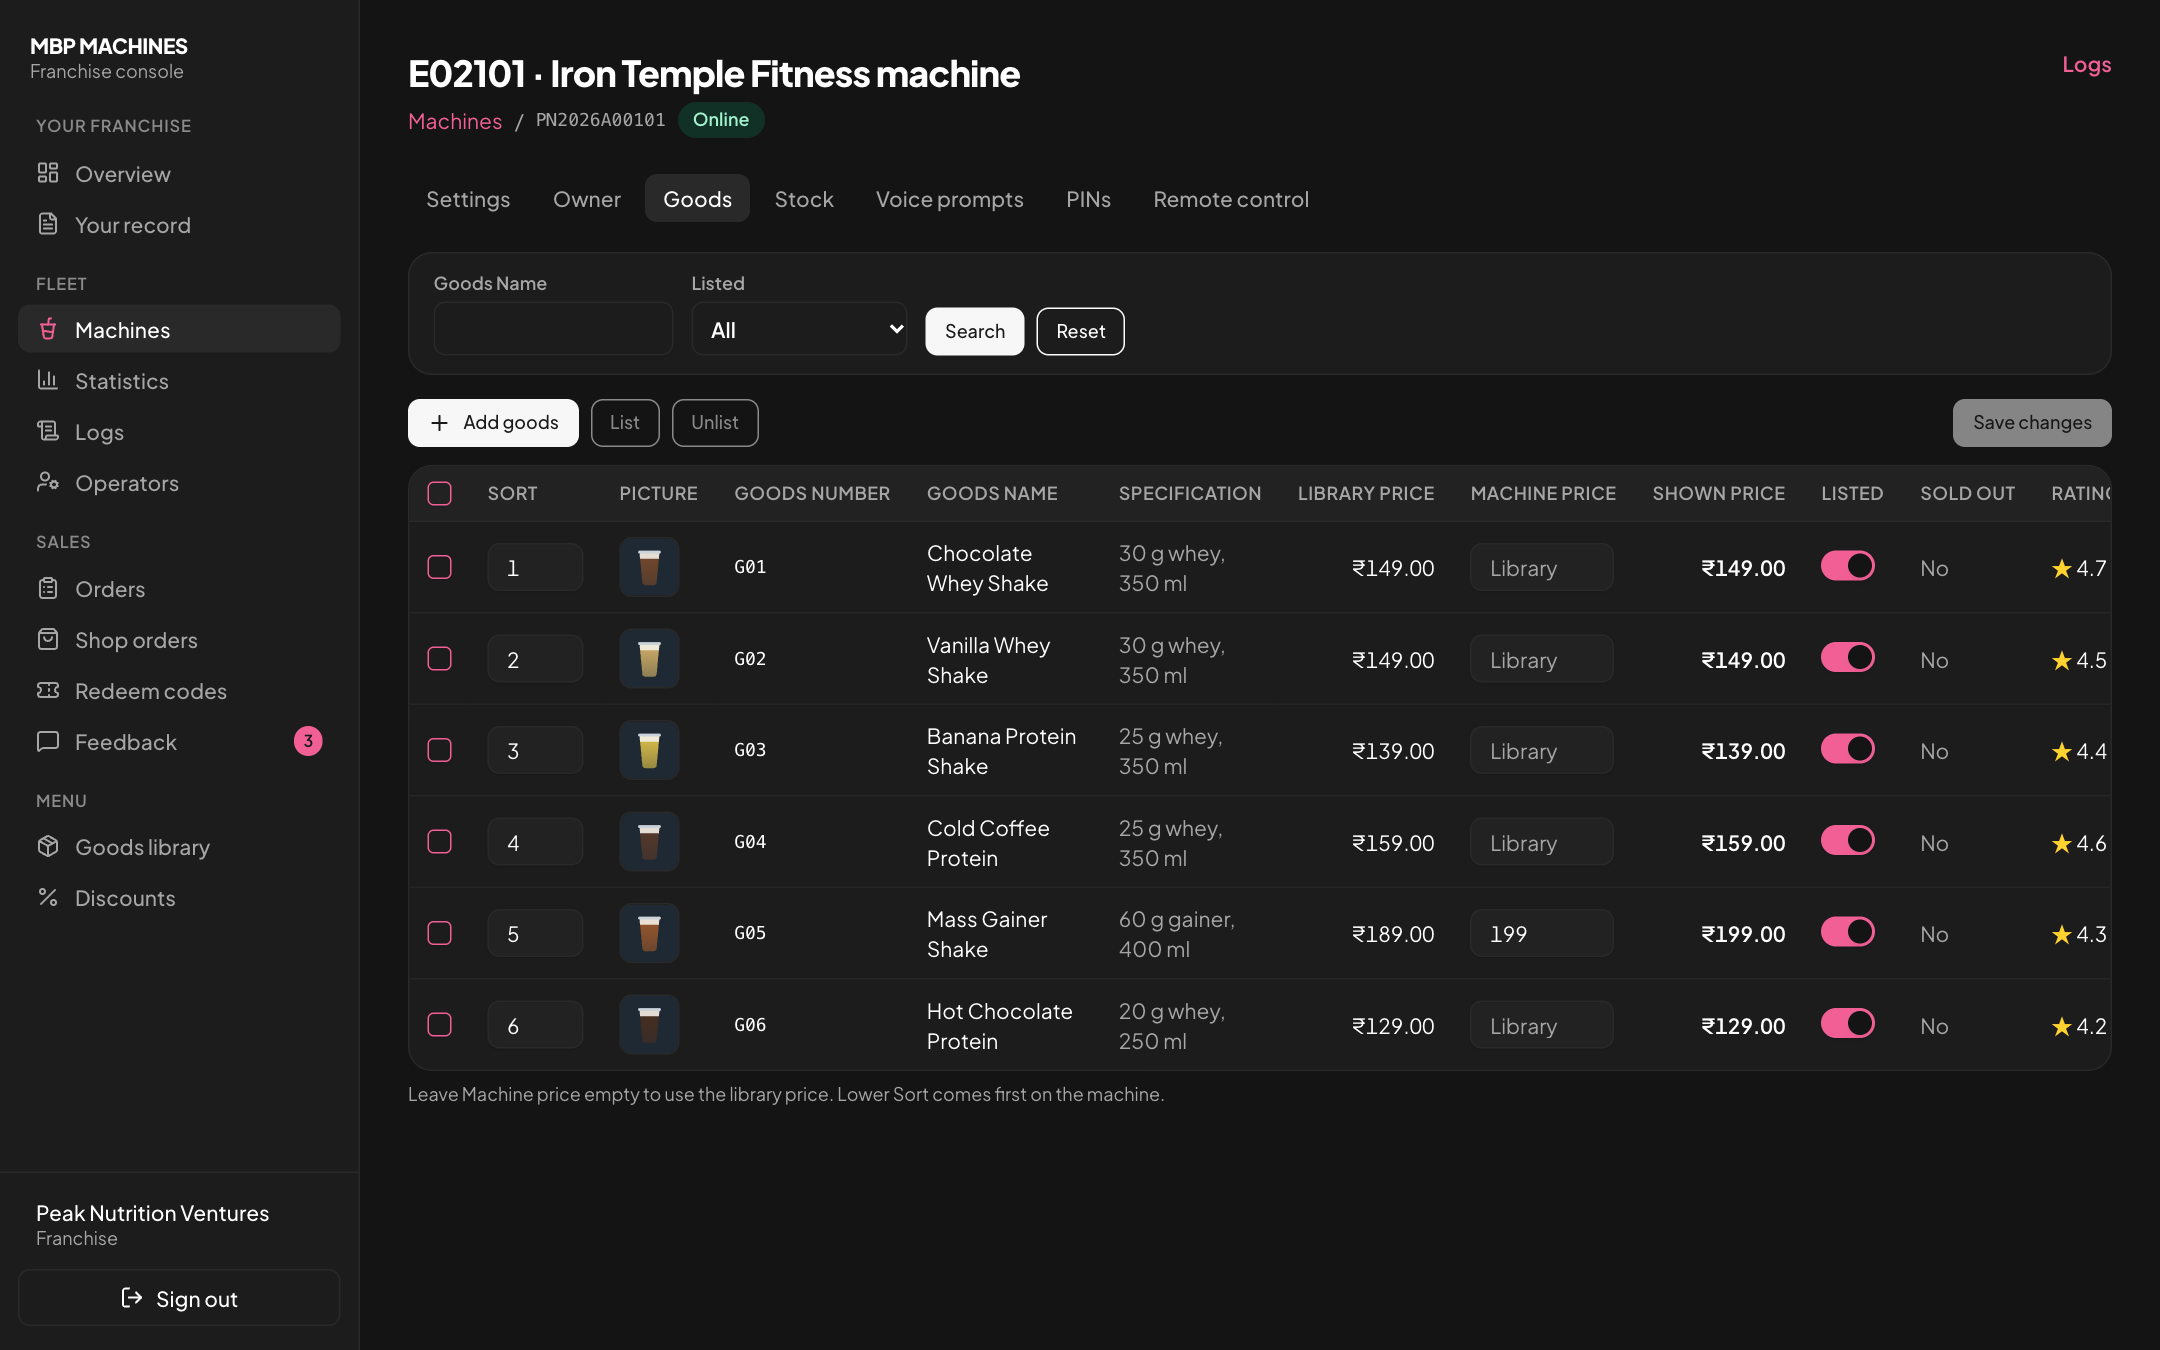 MBP MACHINES
Franchise console
YOUR FRANCHISE
Overview
Your record
FLEET
Machines
Statistics
Logs
Operators
SALES
Orders
Shop orders
Redeem codes
Feedback 3
MENU
Goods library
Discounts
Peak Nutrition Ventures
Franchise
Sign out
E02101 · Iron Temple Fitness machine
Logs
Machines / PN2026A00101 Online
Settings Owner Goods Stock Voice prompts PINs Remote control
Goods Name Listed
All Search Reset
+ Add goods List Unlist Save changes
SORT PICTURE GOODS NUMBER GOODS NAME SPECIFICATION LIBRARY PRICE MACHINE PRICE SHOWN PRICE LISTED SOLD OUT
1 G01 Chocolate Whey Shake 30 g whey, 350 ml ₹149.00 Library ₹149.00 No ★ 4.7
2 G02 Vanilla Whey Shake 30 g whey, 350 ml ₹149.00 Library ₹149.00 No ★ 4.5
3 G03 Banana Protein Shake 25 g whey, 350 ml ₹139.00 Library ₹139.00 No ★ 4.4
4 G04 Cold Coffee Protein 25 g whey, 350 ml ₹159.00 Library ₹159.00 No ★ 4.6
5 G05 Mass Gainer Shake 60 g gainer, 400 ml ₹189.00 199 ₹199.00 No ★ 4.3
6 G06 Hot Chocolate Protein 20 g whey, 250 ml ₹129.00 Library ₹129.00 No ★ 4.2
Leave Machine price empty to use the library price. Lower Sort comes first on the machine.